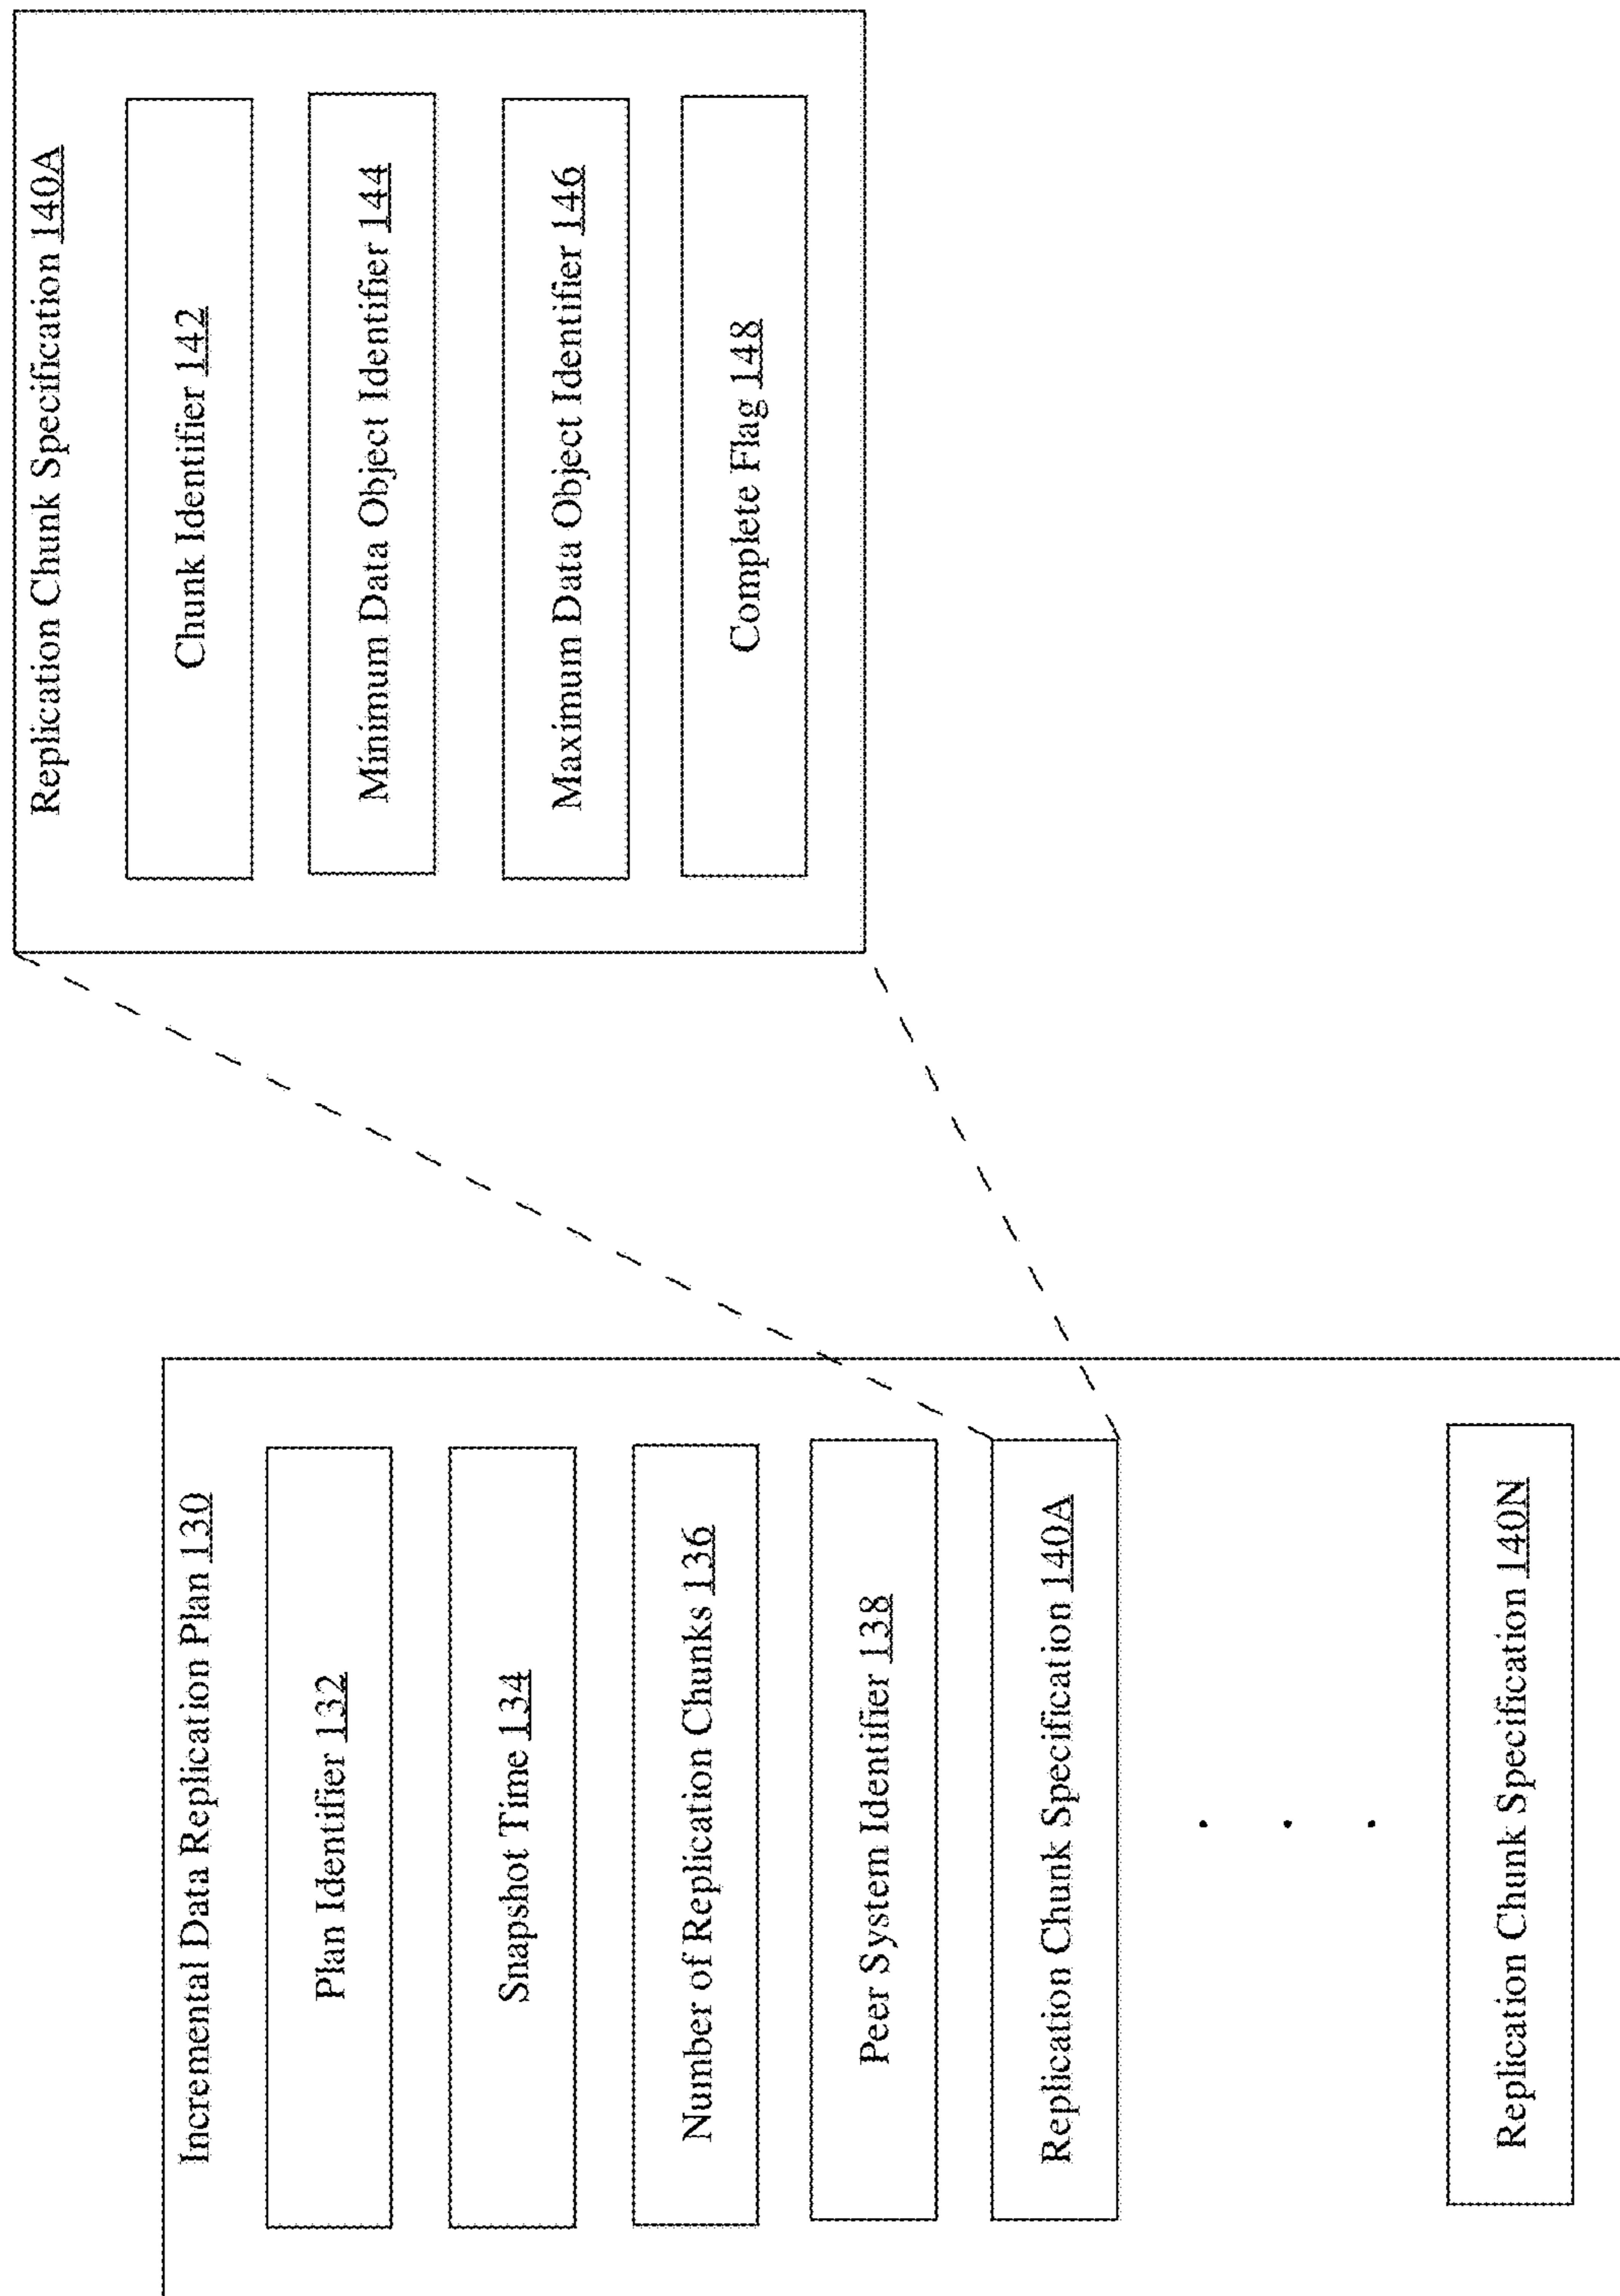 Incremental Data Replication Plan 130
Plan Identifier 132
Snapshot Time 134
Number of Replication Chunks 136
Peer System Identifier 138
Replication Chunk Specification 140A
. . .
Replication Chunk Specification 140N
Replication Chunk Specification 140A
Chunk Identifier 142
Minimum Data Object Identifier 144
Maximum Data Object Identifier 146
Complete Flag 148